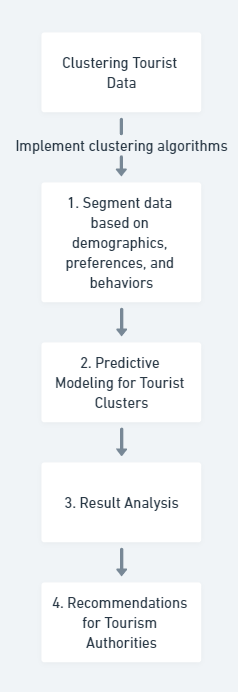 Clustering Tourist
Data
Implement clustering algorithms
1. Segment data
based on
demographics,
preferences, and
behaviors
2. Predictive
Modeling for Tourist
Clusters
3. Result Analysis
4. Recommendations
for Tourism
Authorities